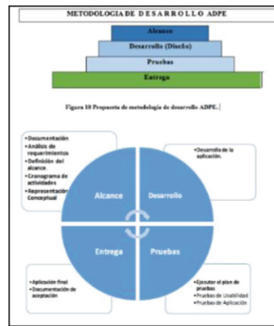 METODOLOGIA DE D E S A R R O L L O ADPE
Alcance
Desarrollo (Diseño)
Pruebas
Entrega
Figura 10 Propuesta de metodología de desarrollo ADPE.
•Documentación
•Análisis de
requerimientos
•Definición del
alcance.
•Cronograma de
actividades
•Representación
Conceptual
•Desarrollo de la
aplicación.
Alcance
Desarrollo
Entrega
Pruebas
•Aplicación final
•Documentación de
aceptación
•Ejecutar el plan de
pruebas
•Pruebas de Usabilidad
•Pruebas de Aplicación